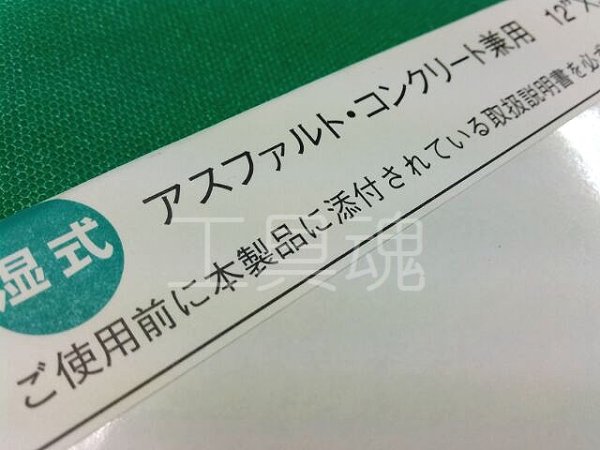 湿式
アスファルト・コンクリート兼用 12"
ご使用前に本製品に添付されている取扱説明書を必ず
工具魂